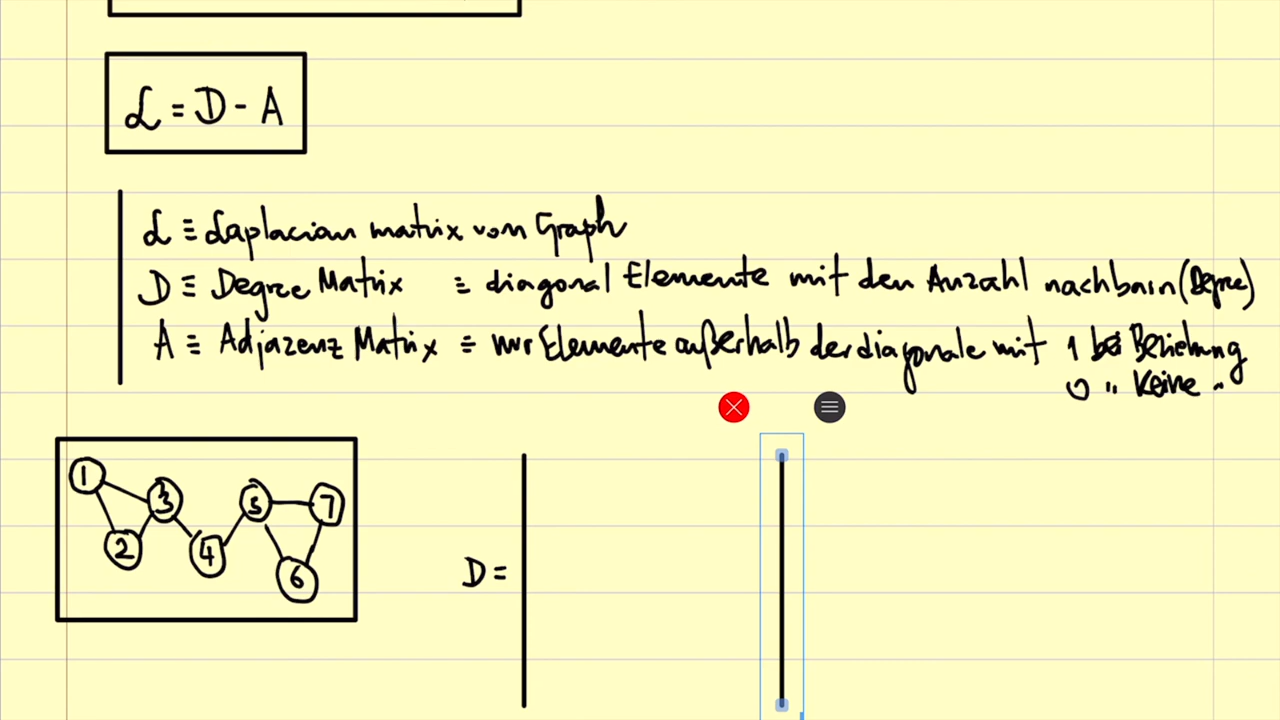 ℒ = D - A
ℒ ≡ Laplacian matrix von Graph
D ≡ Degree Matrix ≡ diagonal Elemente mit den Anzahl nachbarn (Degree)
A ≡ Adjazenz Matrix = nur Elemente außerhalb der diagonale mit 1 bei Beziehung
0 " Keine "
1 3 5 7
2 4 6
D =